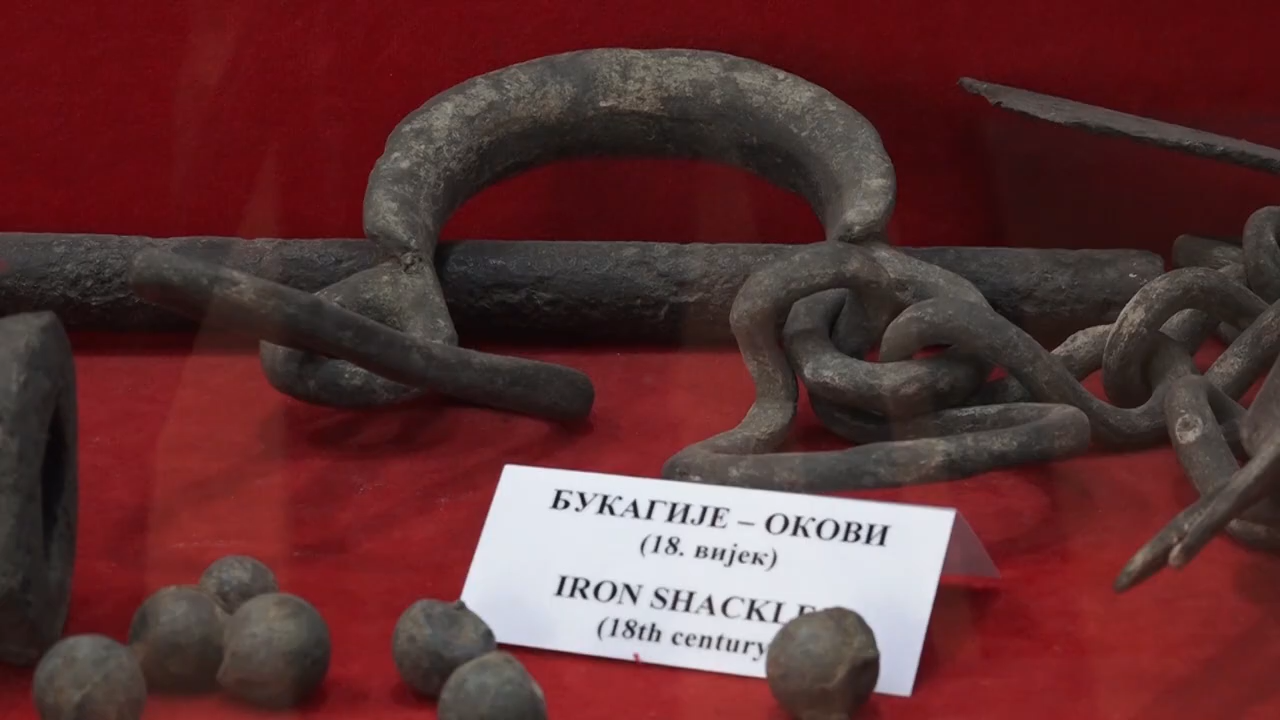 БУКАГИЈЕ – ОКОВИ
(18. вијек)
IRON
(18th century